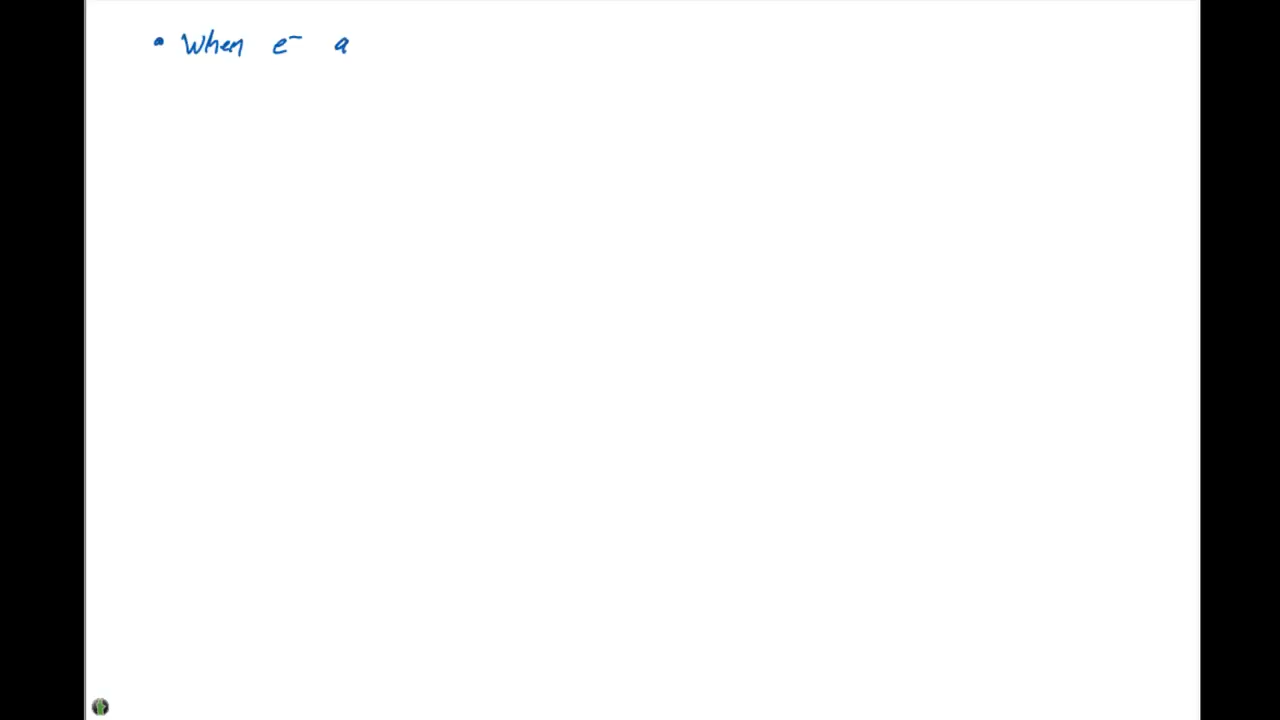 • When e⁻ a